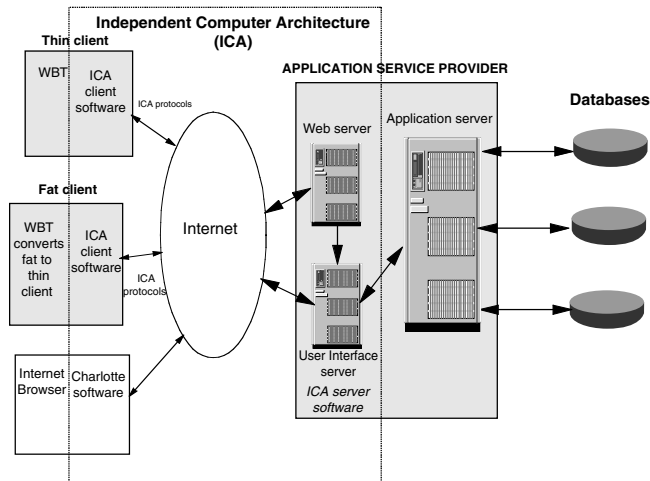 Independent Computer Architecture
(ICA)
Thin client
WBT
ICA
client
software
ICA protocols
APPLICATION SERVICE PROVIDER
Databases
Web server
Application server
Fat client
WBT
converts
fat to
thin
client
ICA
client
software
ICA
protocols
Internet
Internet
Browser
Charlotte
software
User Interface
server
ICA server
software